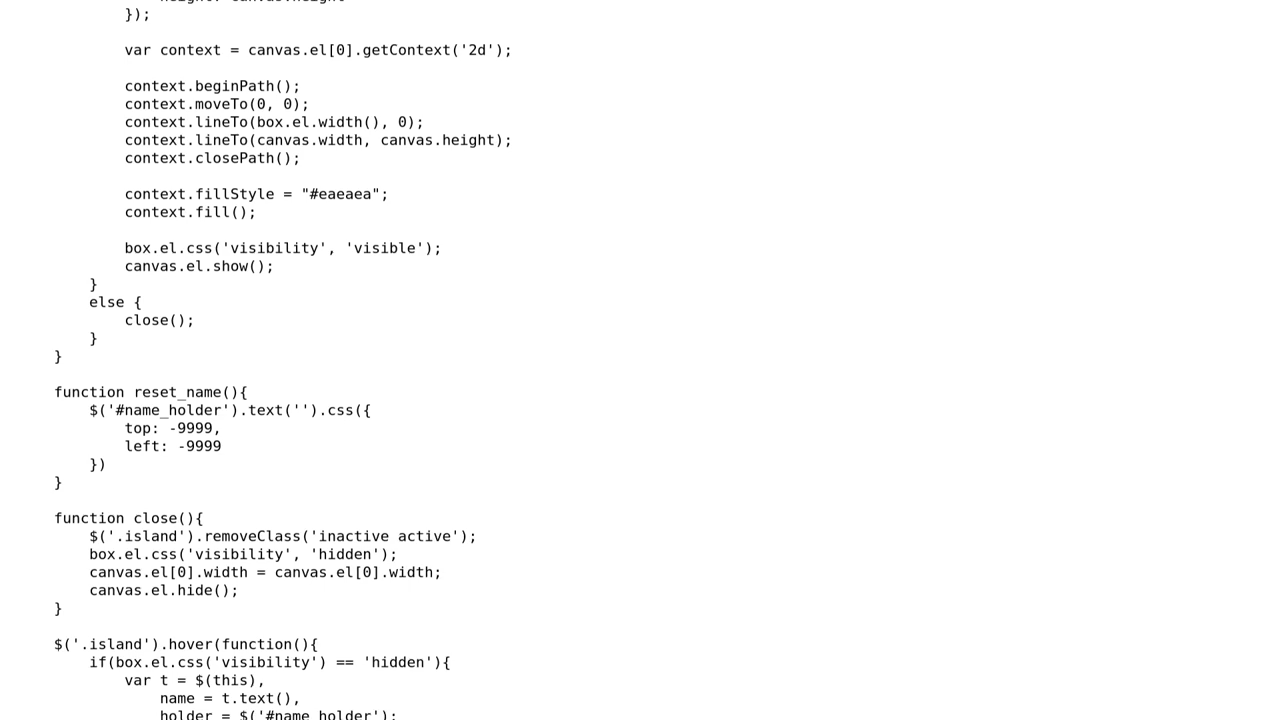 });

var context = canvas.el[0].getContext('2d');

context.beginPath();
context.moveTo(0, 0);
context.lineTo(box.el.width(), 0);
context.lineTo(canvas.width, canvas.height);
context.closePath();

context.fillStyle = "#eaeaea";
context.fill();

box.el.css('visibility', 'visible');
canvas.el.show();
}
else {
close();
}
}

function reset_name(){
$('#name_holder').text('').css({
top: -9999,
left: -9999
})
}

function close(){
$('.island').removeClass('inactive active');
box.el.css('visibility', 'hidden');
canvas.el[0].width = canvas.el[0].width;
canvas.el.hide();
}

$('.island').hover(function(){
if(box.el.css('visibility') == 'hidden'){
var t = $(this),
name = t.text(),
holder = $('#name_holder');